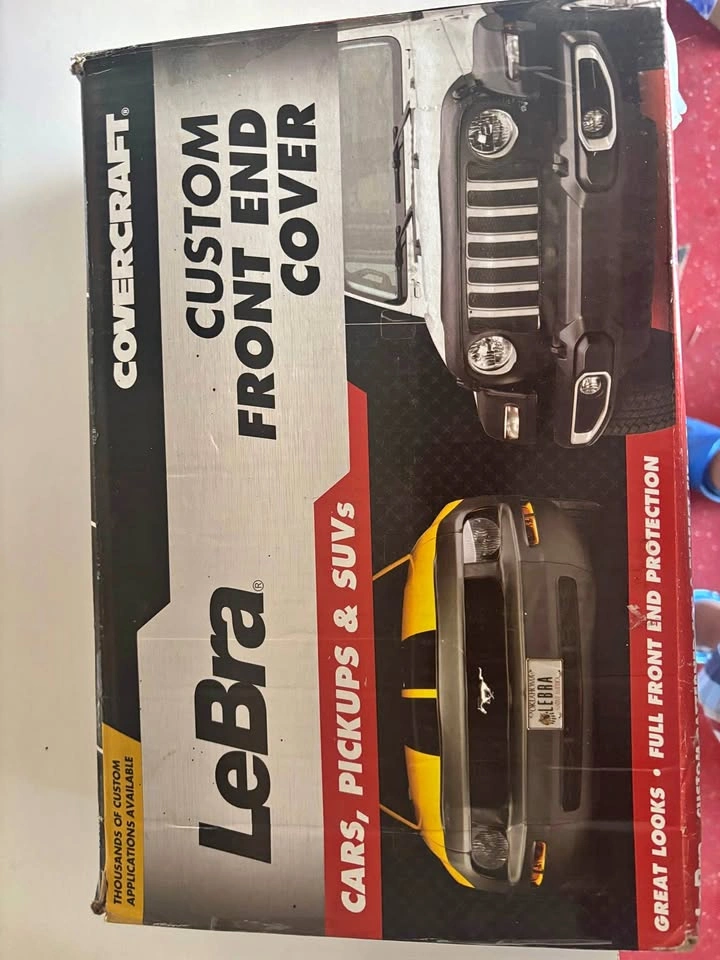 THOUSANDS OF CUSTOM
APPLICATIONS AVAILABLE
COVERCRAFT®
LeBra®
CUSTOM
FRONT END
COVER
CARS, PICKUPS & SUVs
LEBRA
GREAT LOOKS • FULL FRONT END PROTECTION